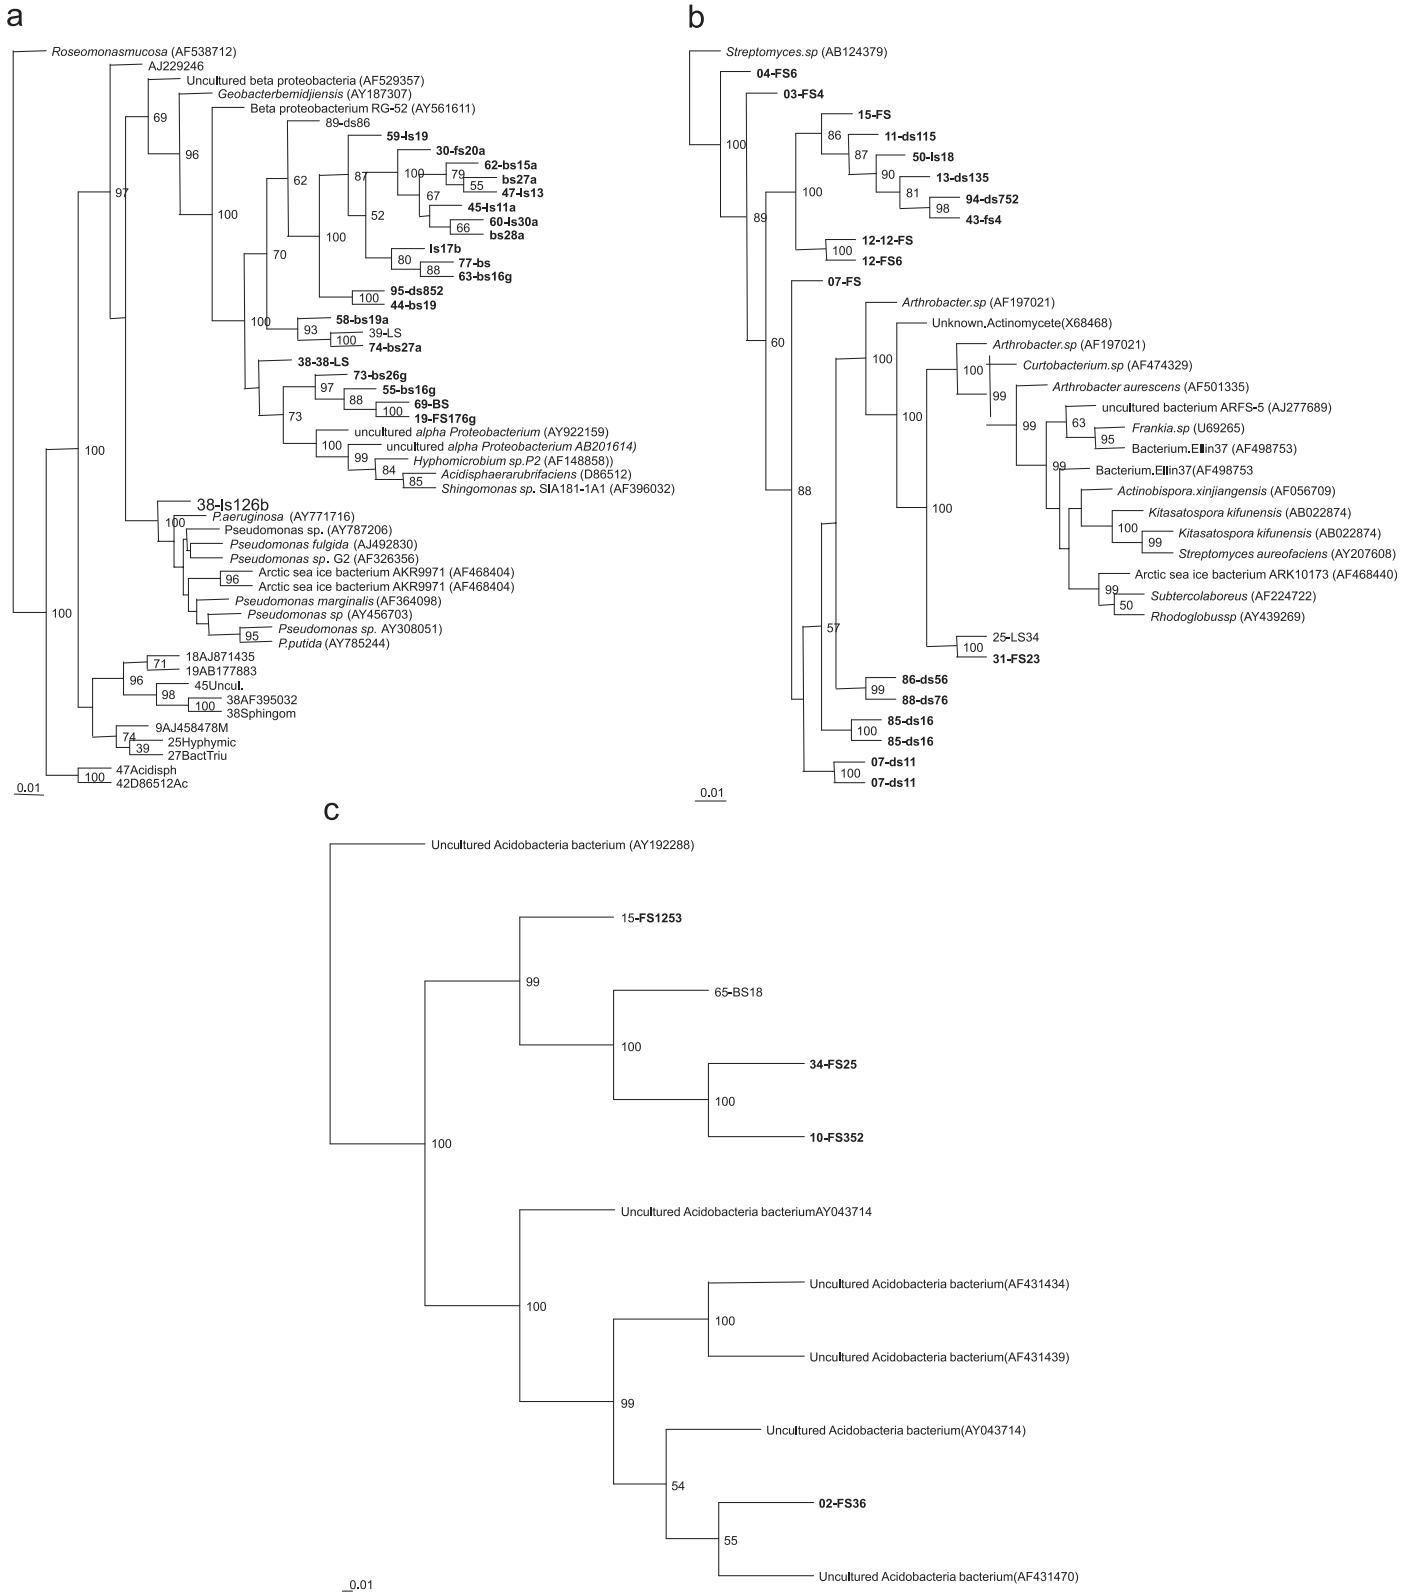 a
Roseomonasmucosa (AF538712)
AJ229246
Uncultured beta proteobacteria (AF529357)
69
Geobacterbemidjiensis (AY187307)
96
Beta proteobacterium RG-52 (AY561611)
89-ds86
59-ls19
30-fs20a
62-bs15a
bs27a
47-ls13
100
79
55
87
62
97
67
45-ls11a
60-ls30a
66
bs28a
100
52
100
ls17b
70
80
77-bs
88
63-bs16g
95-ds852
100
44-bs19
58-bs19a
100
93
39-LS
100
74-bs27a
38-38-LS
73-bs26g
97
55-bs16g
88
69-BS
100
19-FS176g
73
uncultured alpha Proteobacterium (AY922159)
100
uncultured alpha Proteobacterium AB201614)
99
Hyphomicrobium sp.P2 (AF148858))
84
Acidisphaerarubrifaciens (D86512)
85
Shingomonas sp. SIA181-1A1 (AF396032)
100
38-ls126b
P.aeruginosa (AY771716)
100
Pseudomonas sp. (AY787206)
Pseudomonas fulgida (AJ492830)
Pseudomonas sp. G2 (AF326356)
Arctic sea ice bacterium AKR9971 (AF468404)
96
Arctic sea ice bacterium AKR9971 (AF468404)
Pseudomonas marginalis (AF364098)
100
Pseudomonas sp (AY456703)
Pseudomonas sp. AY308051)
95
P.putida (AY785244)
18AJ871435
71
19AB177883
96
45Uncul.
98
38AF395032
100
38Sphingom
9AJ458478M
74
25Hyphymic
39
27BactTriu
47Acidisph
100
42D86512Ac
0.01
b
Streptomyces.sp (AB124379)
04-FS6
03-FS4
15-FS
86
11-ds115
100
87
50-ls18
90
13-ds135
100
81
94-ds752
98
43-fs4
89
12-12-FS
100
12-FS6
07-FS
Arthrobacter.sp (AF197021)
Unknown.Actinomycete(X68468)
60
Arthrobacter.sp (AF197021)
100
Curtobacterium.sp (AF474329)
100
Arthrobacter aurescens (AF501335)
99
uncultured bacterium ARFS-5 (AJ277689)
100
63
Frankia.sp (U69265)
99
95
Bacterium.Ellin37 (AF498753)
99
Bacterium.Ellin37(AF498753
88
Actinobispora.xinjiangensis (AF056709)
100
Kitasatospora kifunensis (AB022874)
100
Kitasatospora kifunensis (AB022874)
99
Streptomyces aureofaciens (AY207608)
Arctic sea ice bacterium ARK10173 (AF468440)
99
Subtercolaboreus (AF224722)
50
Rhodoglobussp (AY439269)
57
25-LS34
100
31-FS23
86-ds56
99
88-ds76
85-ds16
100
85-ds16
07-ds11
100
07-ds11
0.01
c
Uncultured Acidobacteria bacterium (AY192288)
15-FS1253
99
65-BS18
100
34-FS25
100
10-FS352
100
Uncultured Acidobacteria bacteriumAY043714
Uncultured Acidobacteria bacterium(AF431434)
100
100
Uncultured Acidobacteria bacterium(AF431439)
99
Uncultured Acidobacteria bacterium(AY043714)
54
02-FS36
55
Uncultured Acidobacteria bacterium(AF431470)
0.01